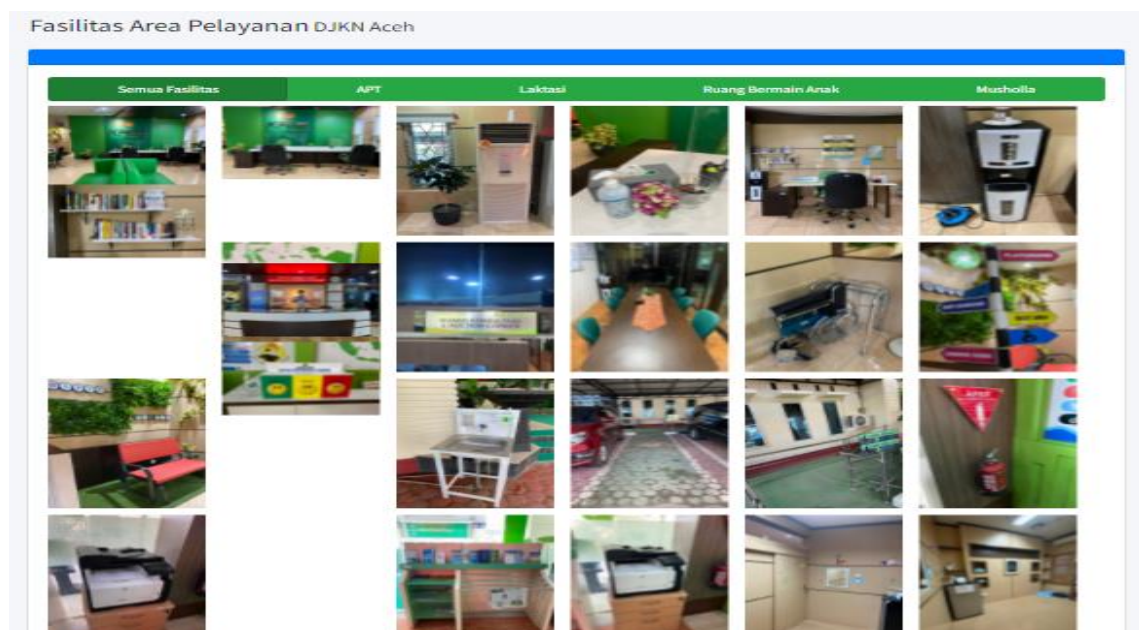 Fasilitas Area Pelayanan DJKN Aceh
Semua Fasilitas
APT
Laktasi
Ruang Bermain Anak
Musholla